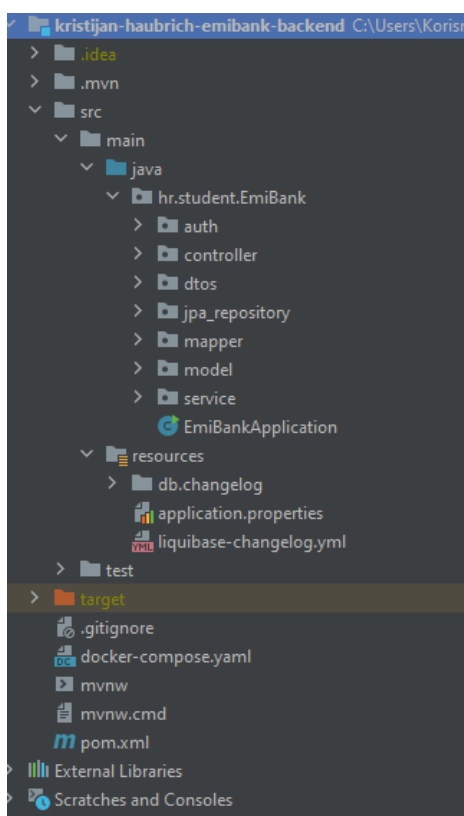 kristijan-haubrich-emibank-backend C:\Users\Korisn
.idea
.mvn
src
main
java
hr.student.EmiBank
auth
controller
dtos
jpa_repository
mapper
model
service
EmiBankApplication
resources
db.changelog
application.properties
liquibase-changelog.yml
test
target
.gitignore
docker-compose.yaml
mvnw
mvnw.cmd
pom.xml
External Libraries
Scratches and Consoles